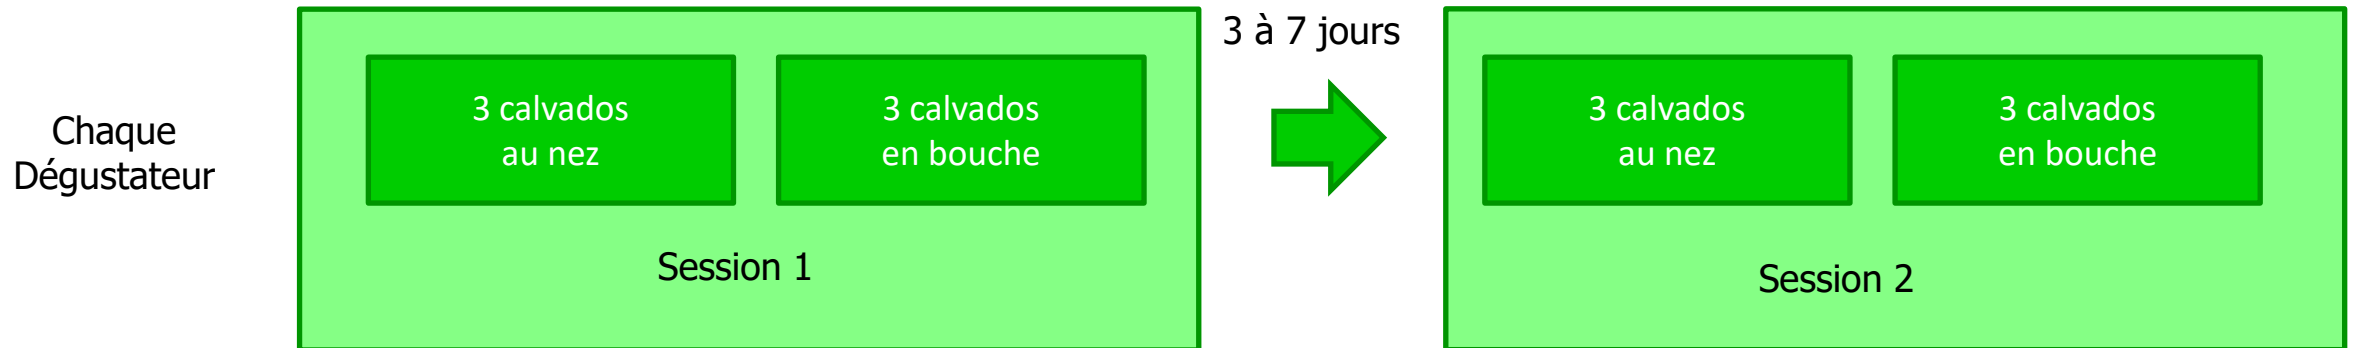 Chaque
Dégustateur
3 calvados
au nez
3 calvados
en bouche
Session 1
3 à 7 jours
3 calvados
au nez
3 calvados
en bouche
Session 2